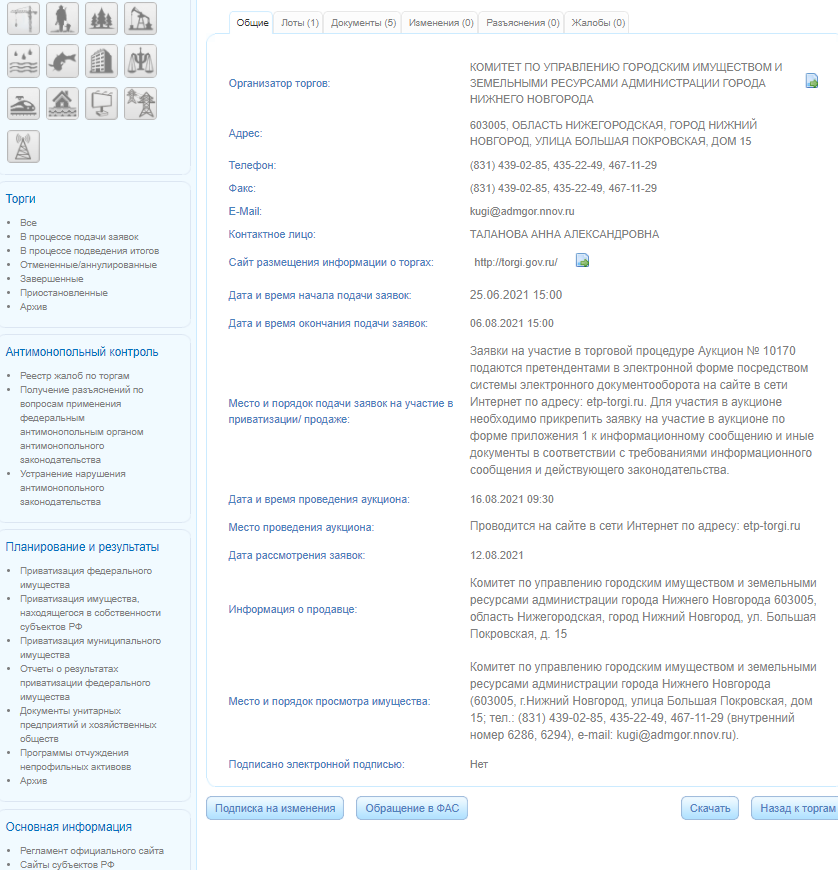 Торги
Все
В процессе подачи заявок
В процессе подведения итогов
Отмененные/аннулированные
Завершенные
Приостановленные
Архив
Антимонопольный контроль
Реестр жалоб по торгам
Получение разъяснений по
вопросам применения
федеральным
антимонопольным органом
антимонопольного
законодательства
Устранение нарушения
антимонопольного
законодательства
Планирование и результаты
Приватизация федерального
имущества
Приватизация имущества,
находящегося в собственности
субъектов РФ
Приватизация муниципального
имущества
Отчеты о результатах
приватизации федерального
имущества
Документы унитарных
предприятий и хозяйственных
обществ
Программы отчуждения
непрофильных активовв
Архив
Основная информация
Регламент официального сайта
Сайты субъектов РФ
Общие Лоты (1) Документы (5) Изменения (0) Разъяснения (0) Жалобы (0)
Организатор торгов:
КОМИТЕТ ПО УПРАВЛЕНИЮ ГОРОДСКИМ ИМУЩЕСТВОМ И
ЗЕМЕЛЬНЫМИ РЕСУРСАМИ АДМИНИСТРАЦИИ ГОРОДА
НИЖНЕГО НОВГОРОДА
Адрес:
603005, ОБЛАСТЬ НИЖЕГОРОДСКАЯ, ГОРОД НИЖНИЙ
НОВГОРОД, УЛИЦА БОЛЬШАЯ ПОКРОВСКАЯ, ДОМ 15
Телефон: (831) 439-02-85, 435-22-49, 467-11-29
Факс: (831) 439-02-85, 435-22-49, 467-11-29
E-Mail: kugi@admgor.nnov.ru
Контактное лицо: ТАЛАНОВА АННА АЛЕКСАНДРОВНА
Сайт размещения информации о торгах: http://torgi.gov.ru/
Дата и время начала подачи заявок: 25.06.2021 15:00
Дата и время окончания подачи заявок: 06.08.2021 15:00
Место и порядок подачи заявок на участие в
приватизации/ продаже:
Заявки на участие в торговой процедуре Аукцион № 10170
подаются претендентами в электронной форме посредством
системы электронного документооборота на сайте в сети
Интернет по адресу: etp-torgi.ru. Для участия в аукционе
необходимо прикрепить заявку на участие в аукционе по
форме приложения 1 к информационному сообщению и иные
документы в соответствии с требованиями информационного
сообщения и действующего законодательства.
Дата и время проведения аукциона: 16.08.2021 09:30
Место проведения аукциона: Проводится на сайте в сети Интернет по адресу: etp-torgi.ru
Дата рассмотрения заявок: 12.08.2021
Информация о продавце:
Комитет по управлению городским имуществом и земельными
ресурсами администрации города Нижнего Новгорода 603005,
область Нижегородская, город Нижний Новгород, ул. Большая
Покровская, д. 15
Место и порядок просмотра имущества:
Комитет по управлению городским имуществом и земельными
ресурсами администрации города Нижнего Новгорода
(603005, г.Нижний Новгород, улица Большая Покровская, дом
15; тел.: (831) 439-02-85, 435-22-49, 467-11-29 (внутренний
номер 6286, 6294), e-mail: kugi@admgor.nnov.ru).
Подписано электронной подписью: Нет
Подписка на изменения Обращение в ФАС Скачать Назад к торгам